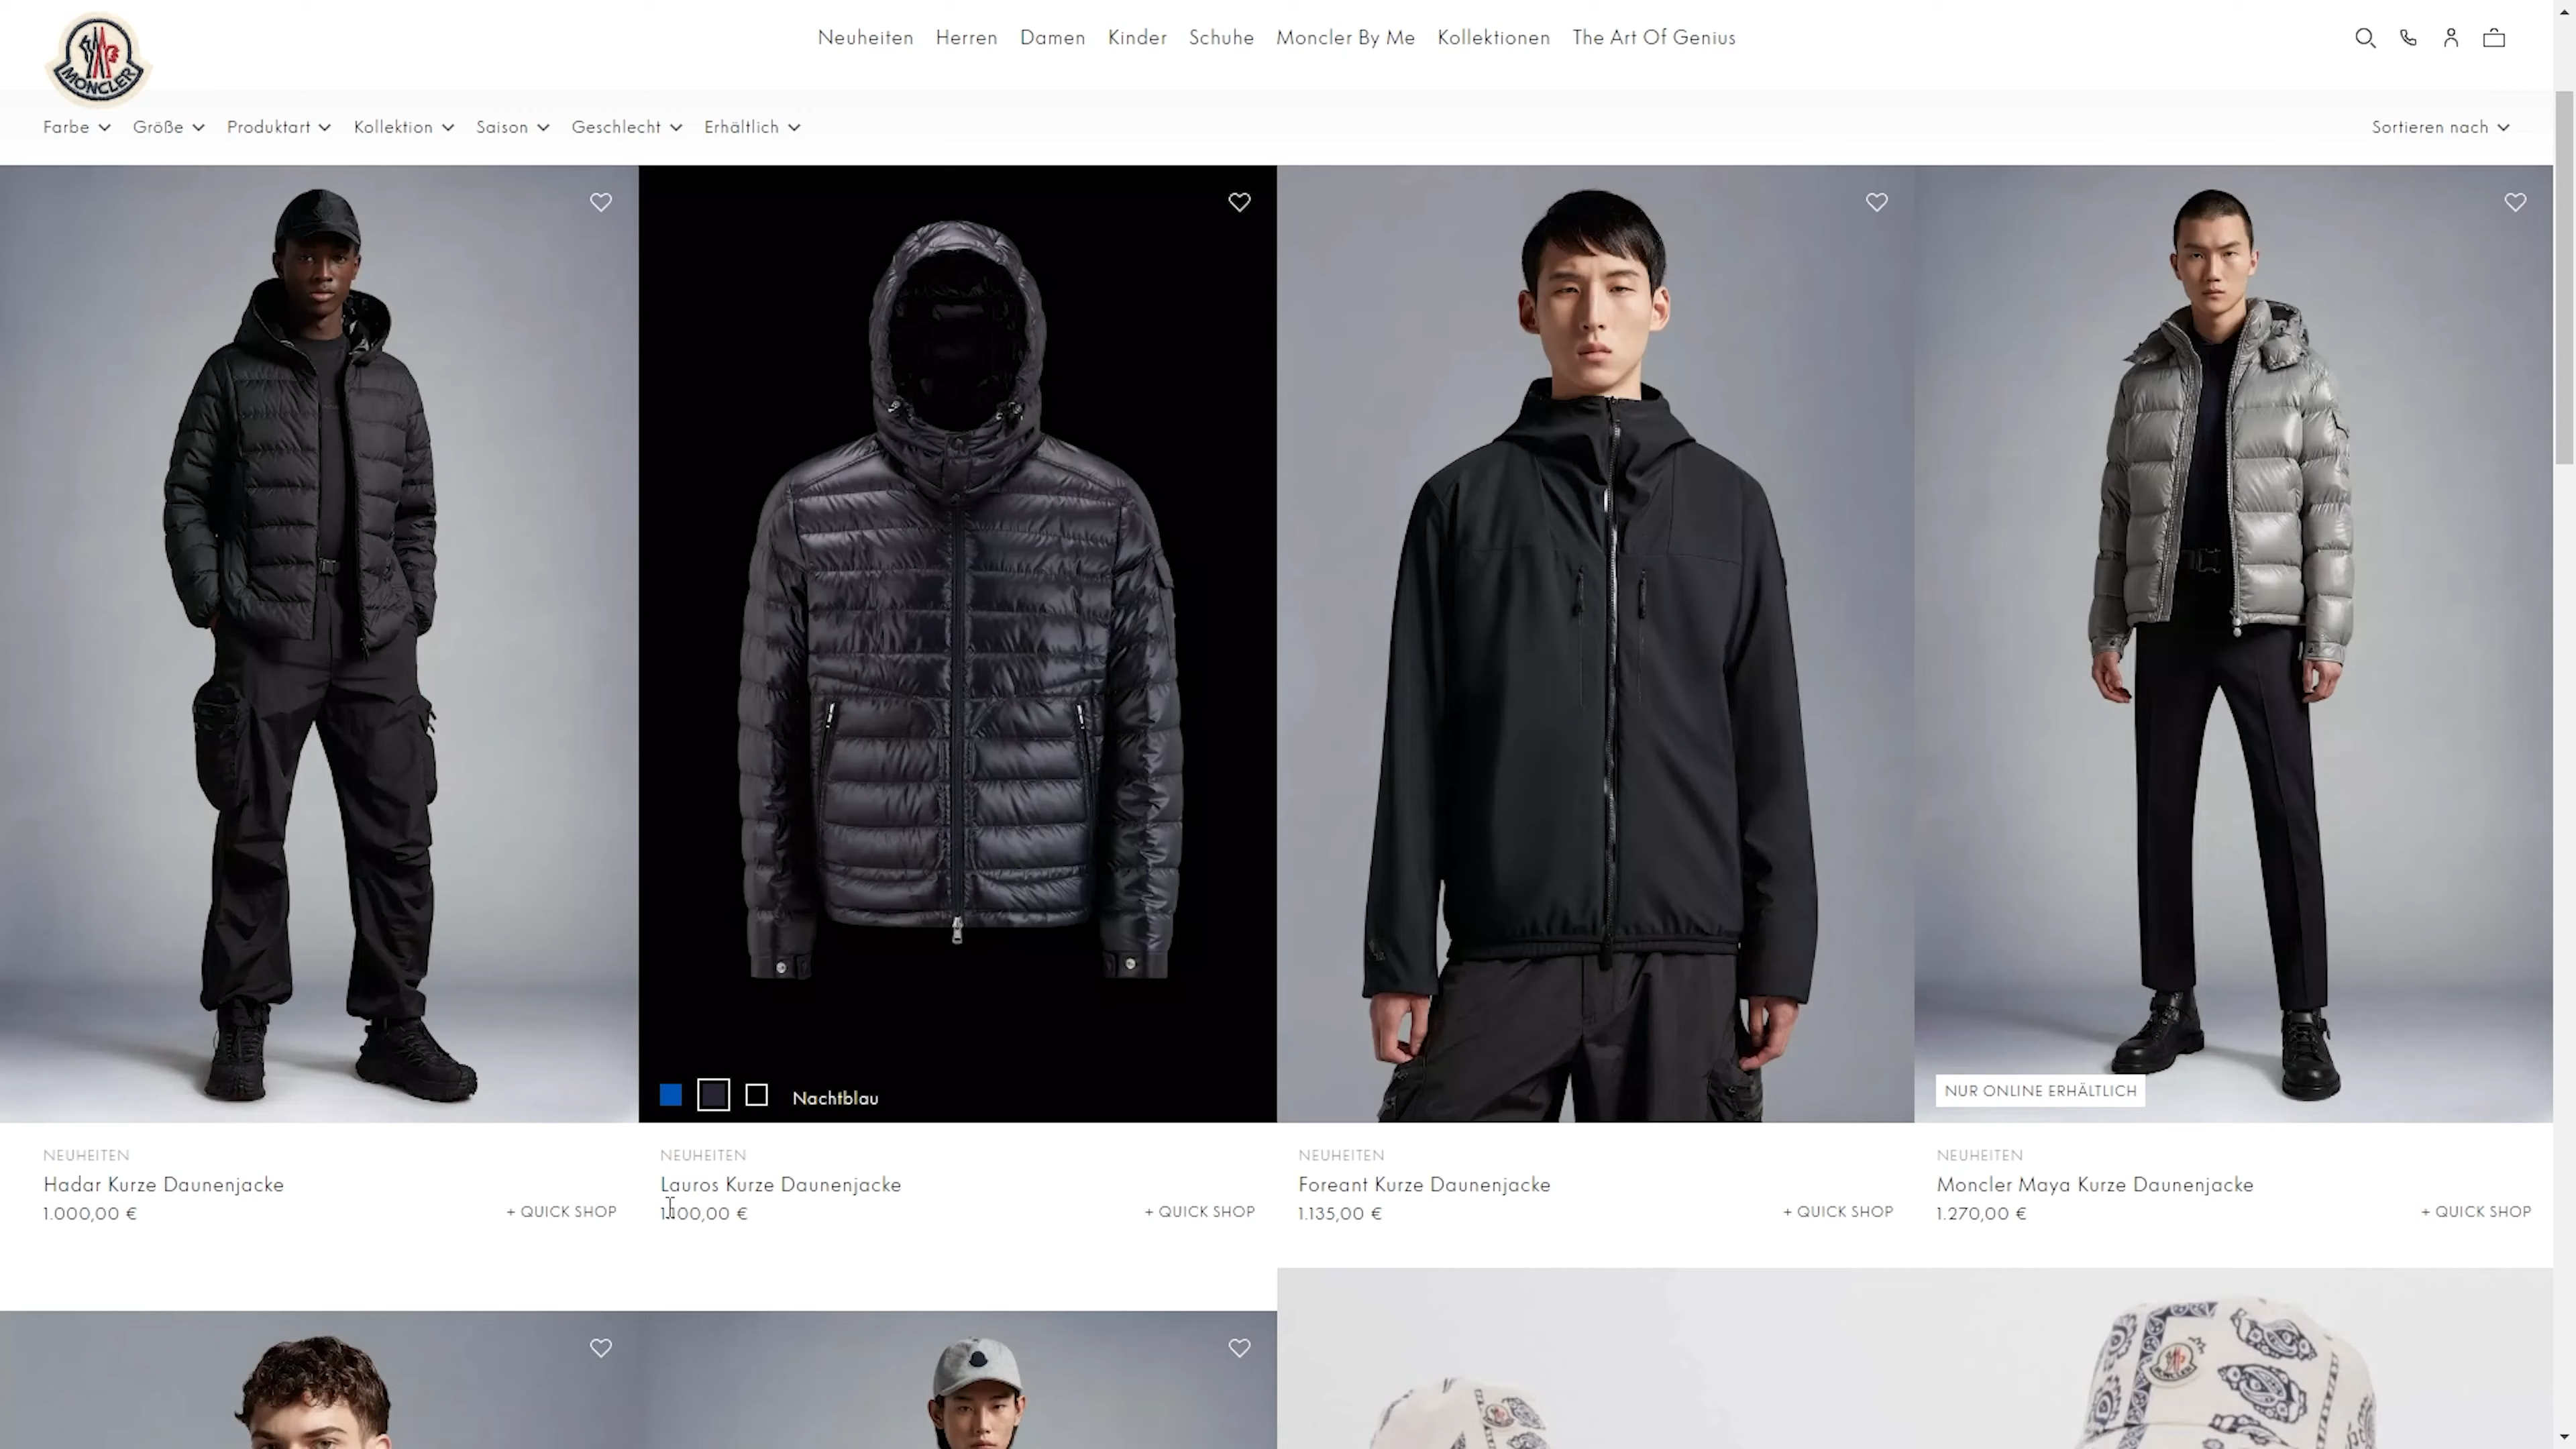 MONCLER
Neuheiten Herren Damen Kinder Schuhe Moncler By Me Kollektionen The Art Of Genius
Farbe Größe Produktart Kollektion Saison Geschlecht Erhältlich Sortieren nach
Nachtblau
NUR ONLINE ERHÄLTLICH
NEUHEITEN
Hadar Kurze Daunenjacke
1.000,00 €
+ QUICK SHOP
NEUHEITEN
Lauros Kurze Daunenjacke
1.100,00 €
+ QUICK SHOP
NEUHEITEN
Foreant Kurze Daunenjacke
1.135,00 €
+ QUICK SHOP
NEUHEITEN
Moncler Maya Kurze Daunenjacke
1.270,00 €
+ QUICK SHOP